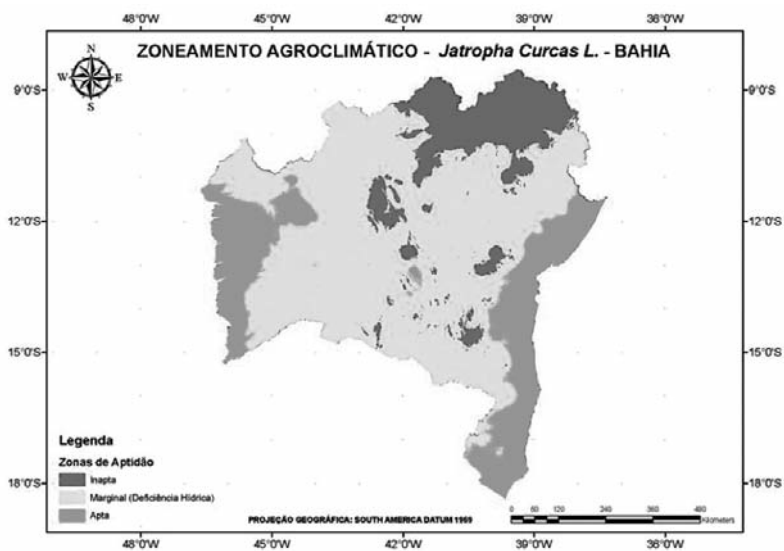 48°0'W 45°0'W 42°0'W 39°0'W 36°0'W
ZONEAMENTO AGROCLIMÁTICO - Jatropha Curcas L. - BAHIA
N
W E
S
9°0'S 9°0'S
12°0'S 12°0'S
15°0'S 15°0'S
18°0'S 18°0'S
Legenda
Zonas de Aptidão
Inapta
Marginal (Deficiência Hídrica)
Apta
PROJEÇÃO GEOGRÁFICA: SOUTH AMERICA DATUM 1969
0 60 120 240 360 480
Kilometers
48°0'W 45°0'W 42°0'W 39°0'W 36°0'W